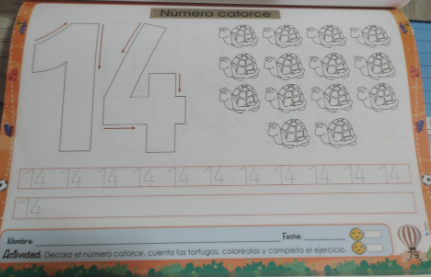 Número catorce
14
14 14 14 14 14 14 14 14 14 14 14
14
Nombre
Fecha
Actividad. Decora el número catorce, cuenta las tortugas, coloréalas y completa el ejercicio.
79